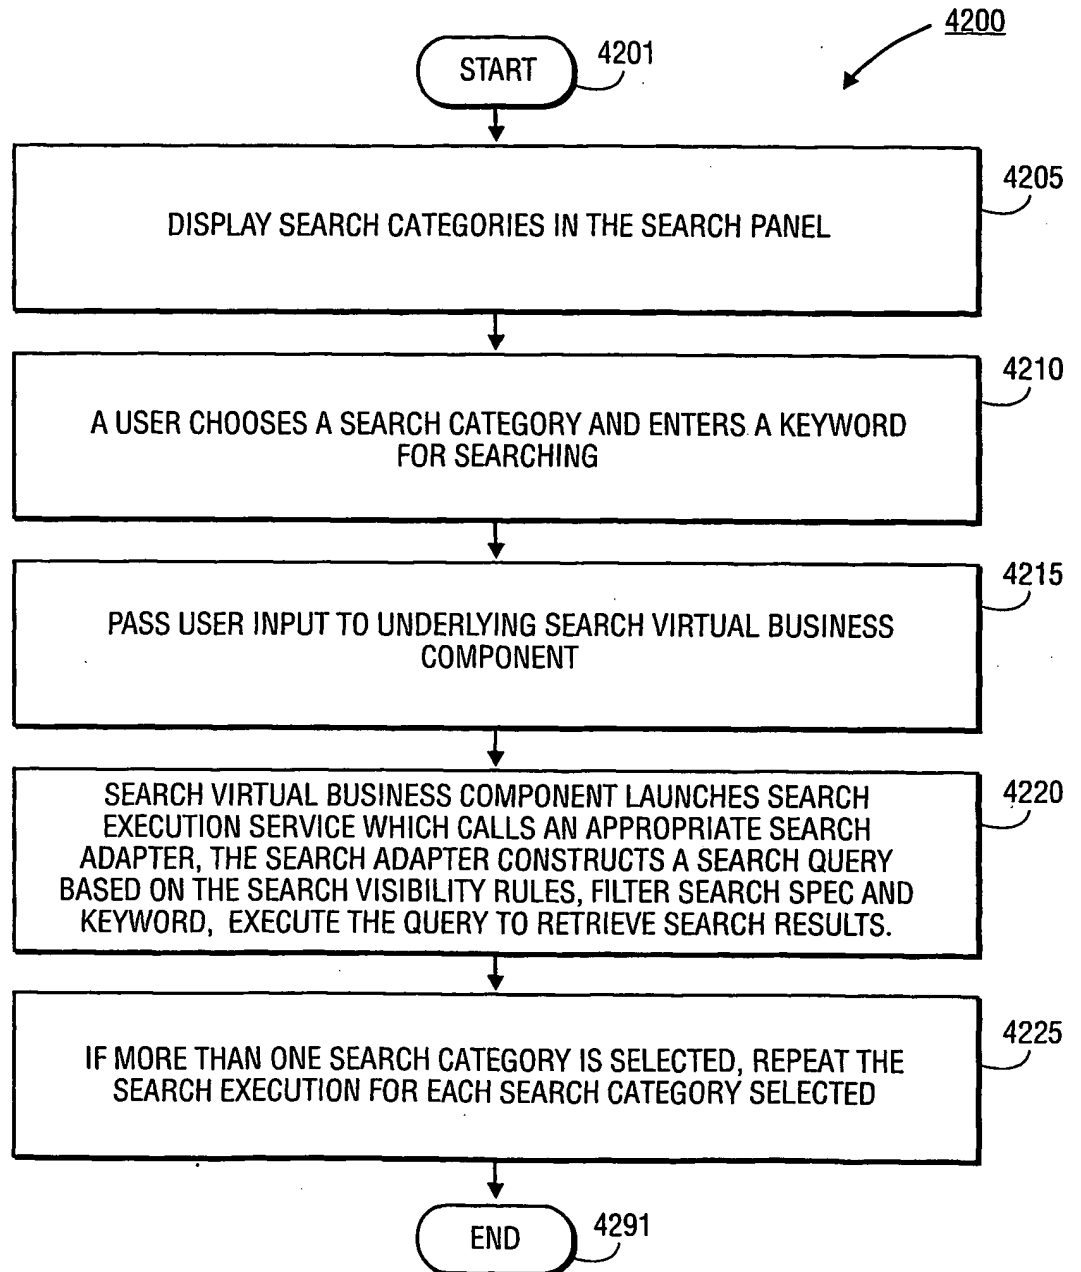 4200
START
4201
4205
DISPLAY SEARCH CATEGORIES IN THE SEARCH PANEL
4210
A USER CHOOSES A SEARCH CATEGORY AND ENTERS A KEYWORD
FOR SEARCHING
4215
PASS USER INPUT TO UNDERLYING SEARCH VIRTUAL BUSINESS
COMPONENT
4220
SEARCH VIRTUAL BUSINESS COMPONENT LAUNCHES SEARCH
EXECUTION SERVICE WHICH CALLS AN APPROPRIATE SEARCH
ADAPTER, THE SEARCH ADAPTER CONSTRUCTS A SEARCH QUERY
BASED ON THE SEARCH VISIBILITY RULES, FILTER SEARCH SPEC AND
KEYWORD, EXECUTE THE QUERY TO RETRIEVE SEARCH RESULTS.
4225
IF MORE THAN ONE SEARCH CATEGORY IS SELECTED, REPEAT THE
SEARCH EXECUTION FOR EACH SEARCH CATEGORY SELECTED
END
4291